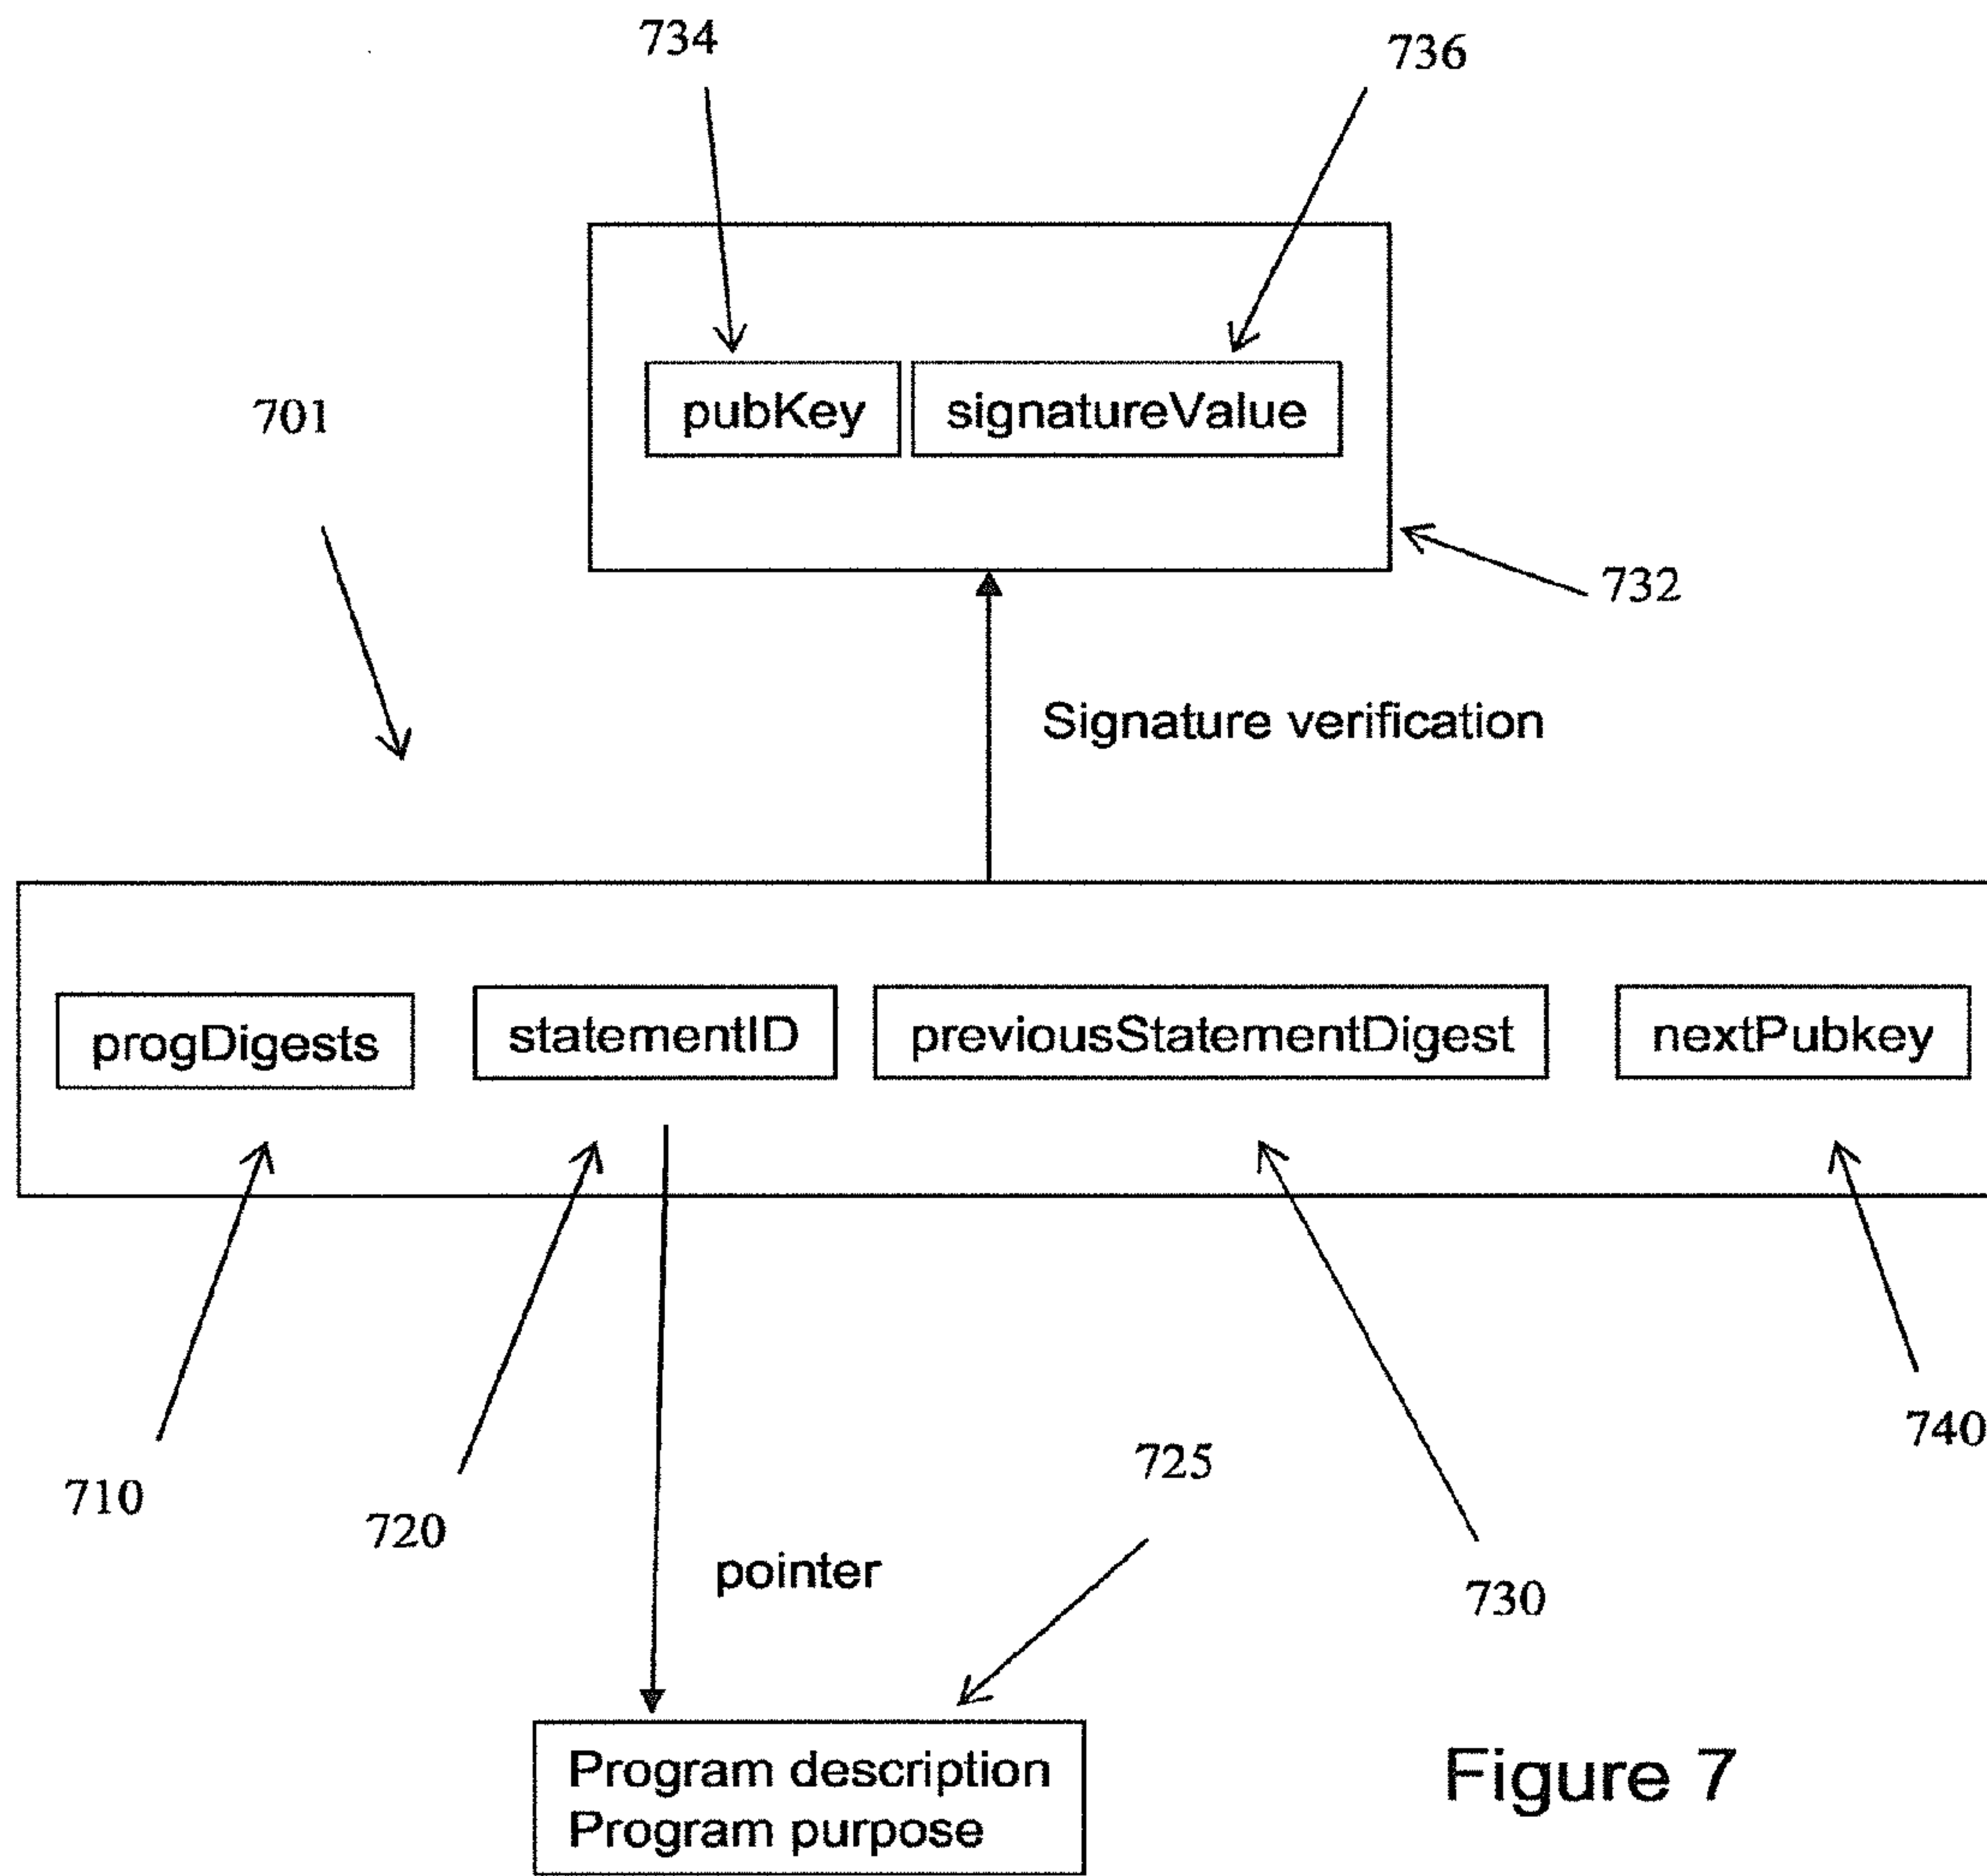 734
736
701
pubKey
signatureValue
732
Signature verification
progDigests
statementID
previousStatementDigest
nextPubkey
710
720
725
740
pointer
730
Program description
Program purpose
Figure 7